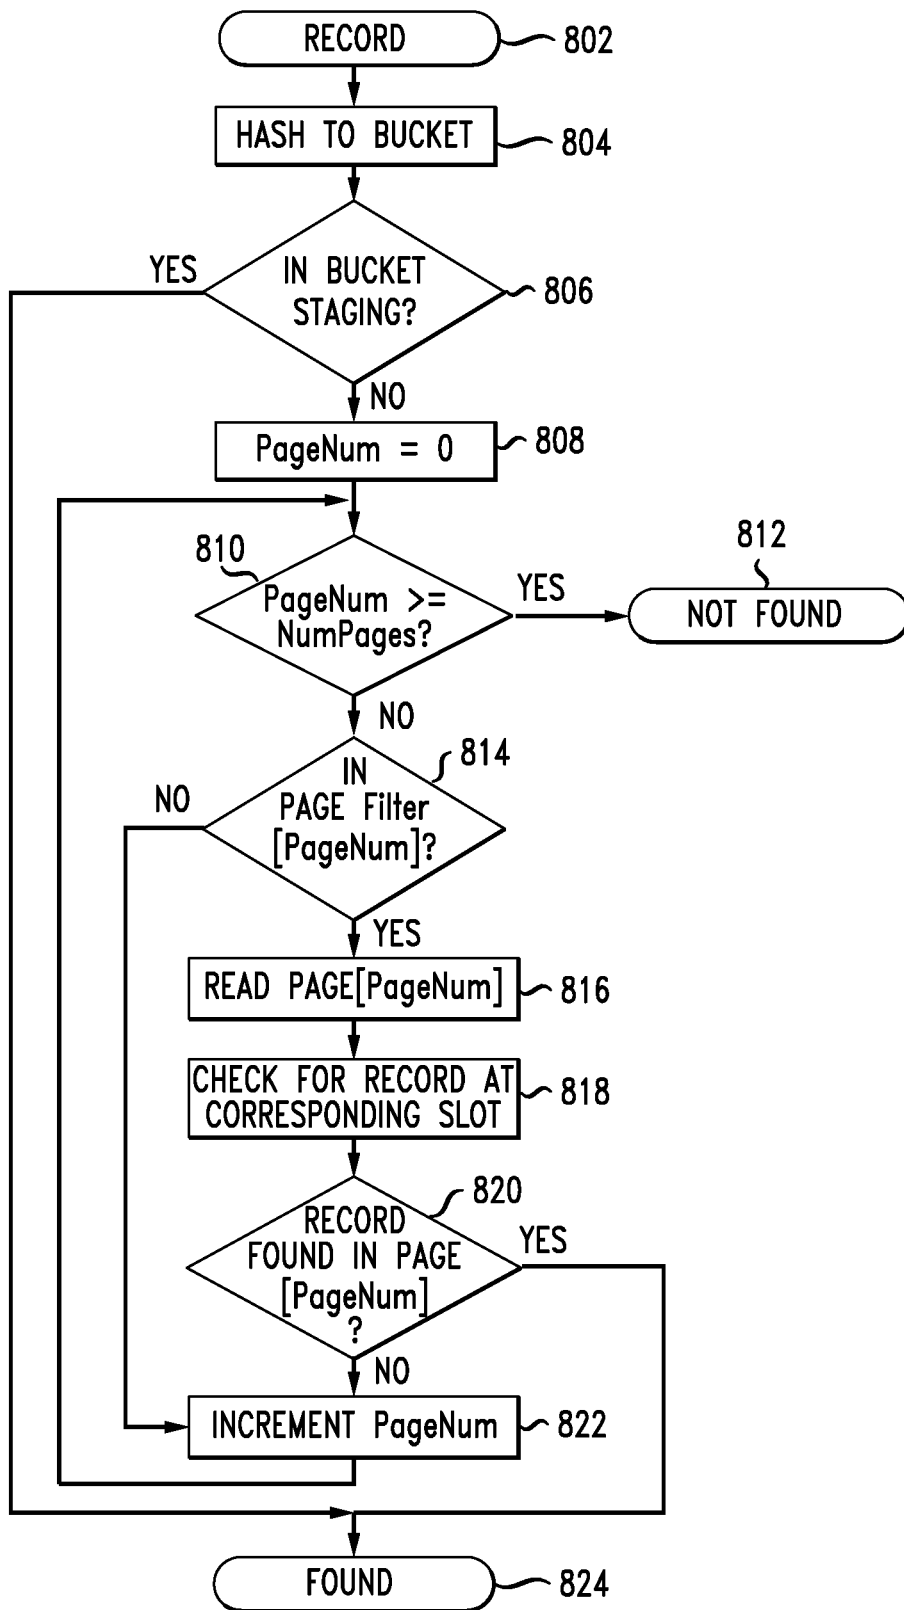 RECORD
802
HASH TO BUCKET
804
YES
IN BUCKET
STAGING?
806
NO
PageNum = 0
808
810
PageNum >=
NumPages?
YES
812
NOT FOUND
NO
814
IN
PAGE Filter
[PageNum]?
NO
YES
READ PAGE[PageNum]
816
CHECK FOR RECORD AT
CORRESPONDING SLOT
818
820
RECORD
FOUND IN PAGE
[PageNum]
?
YES
NO
INCREMENT PageNum
822
FOUND
824